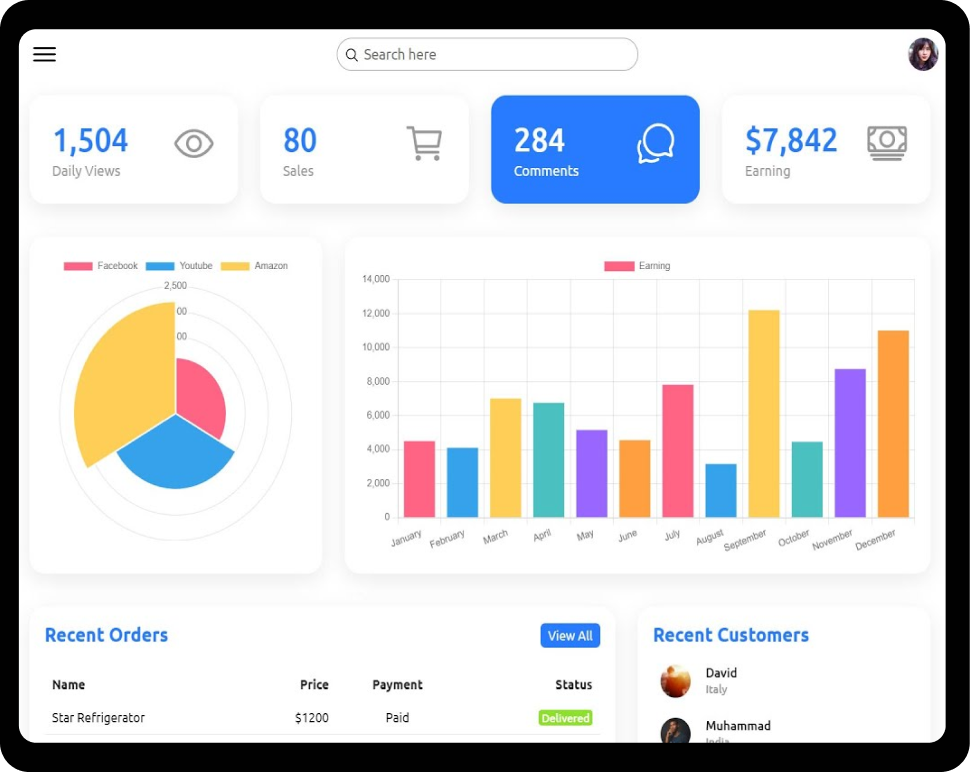 Search here
1,504
Daily Views
80
Sales
284
Comments
$7,842
Earning
Facebook Youtube Amazon
2,500
00
00
Earning
14,000
12,000
10,000
8,000
6,000
4,000
2,000
0
January February March April May June July August September October November December
Recent Orders
View All
Name Price Payment Status
Star Refrigerator $1200 Paid Delivered
Recent Customers
David
Italy
Muhammad
India